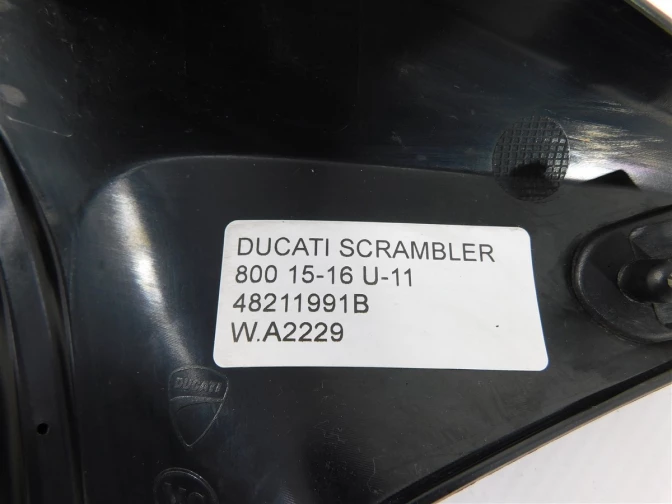 DUCATI SCRAMBLER
800 15-16 U-11
48211991B
W.A2229
DUCATI